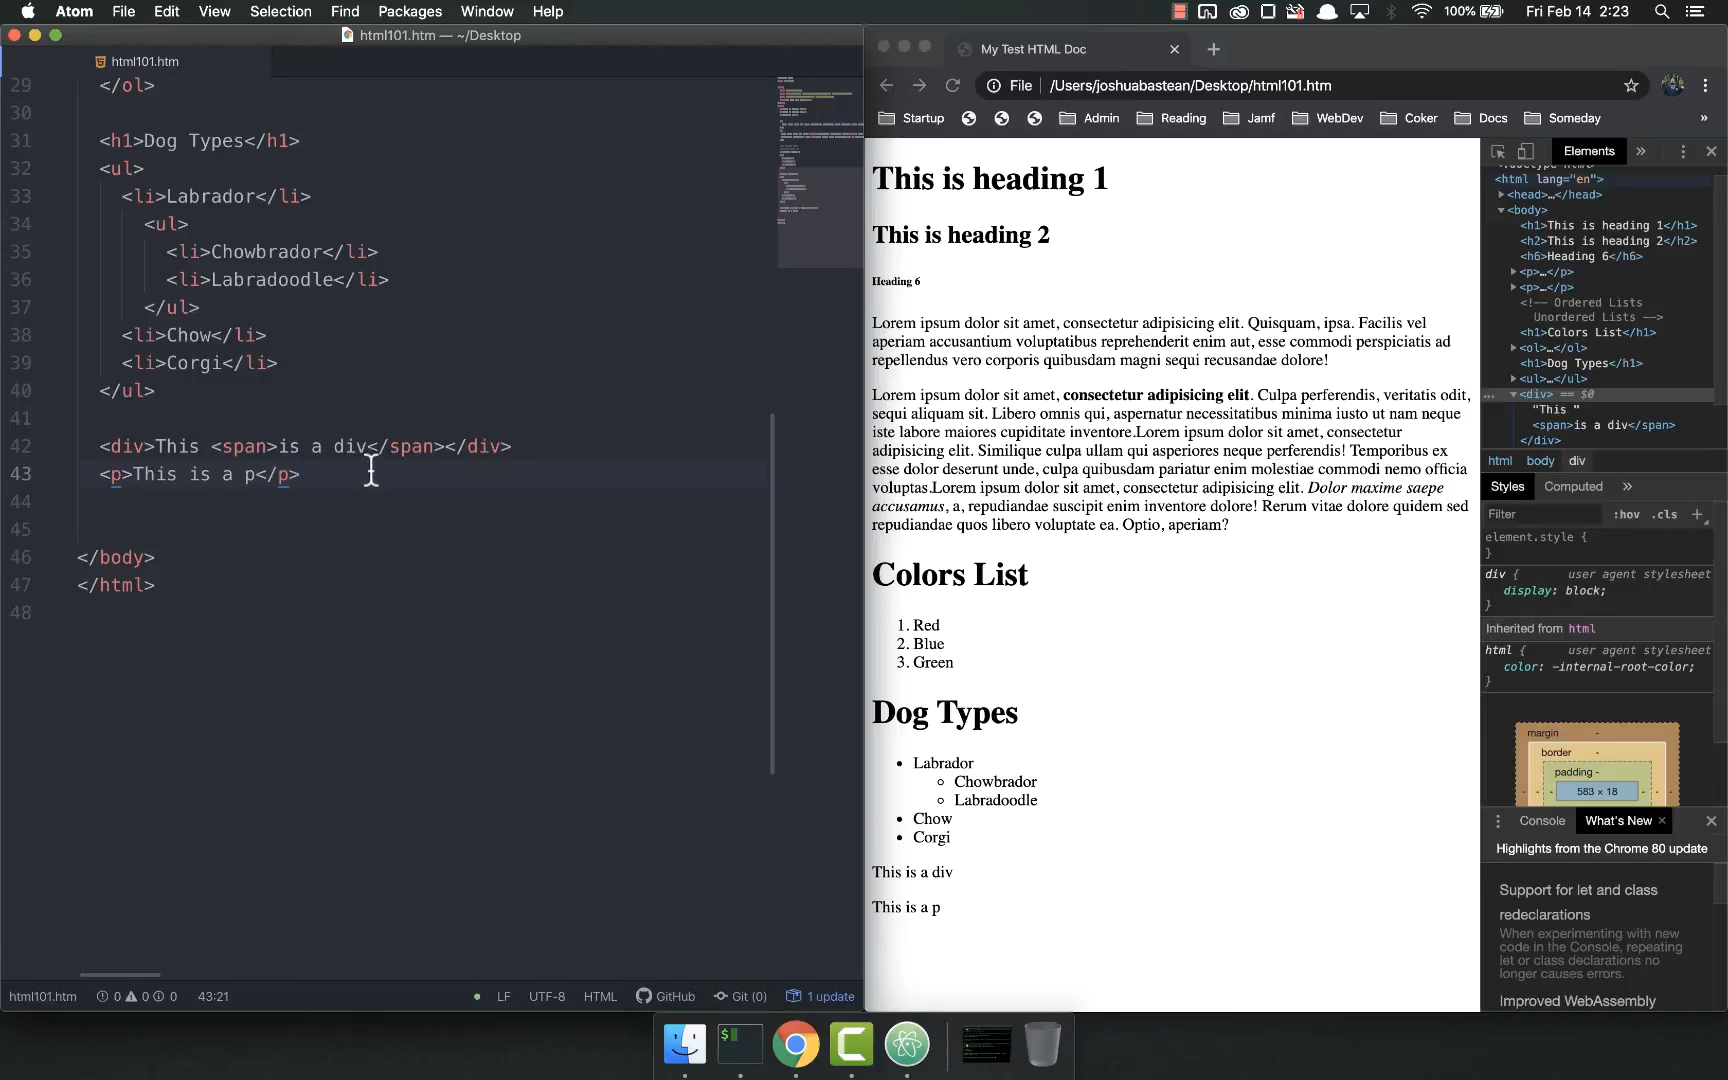 Atom File Edit View Selection Find Packages Window Help
100% Fri Feb 14 2:23
html101.htm — ~/Desktop
html101.htm
29 </ol>
30
31 <h1>Dog Types</h1>
32 <ul>
33 <li>Labrador</li>
34 <ul>
35 <li>Chowbrador</li>
36 <li>Labradoodle</li>
37 </ul>
38 <li>Chow</li>
39 <li>Corgi</li>
40 </ul>
41
42 <div>This <span>is a div</span></div>
43 <p>This is a p</p>
44
45
46 </body>
47 </html>
48
html101.htm 0 0 0 43:21 LF UTF-8 HTML GitHub Git (0) 1 update
My Test HTML Doc
File /Users/joshuabastean/Desktop/html101.htm
Startup Admin Reading Jamf WebDev Coker Docs Someday »
This is heading 1
This is heading 2
Heading 6
Lorem ipsum dolor sit amet, consectetur adipisicing elit. Quisquam, ipsa. Facilis vel
aperiam accusantium voluptatibus reprehenderit enim aut, esse commodi perspiciatis ad
repellendus vero corporis quibusdam magni sequi recusandae dolore!
Lorem ipsum dolor sit amet, consectetur adipisicing elit. Culpa perferendis, veritatis odit,
sequi aliquam sit. Libero omnis qui, aspernatur necessitatibus minima iusto ut nam neque
iste labore maiores cupiditate inventore.Lorem ipsum dolor sit amet, consectetur
adipisicing elit. Similique culpa ullam qui asperiores neque perferendis! Temporibus ex
esse dolor deserunt unde, culpa quibusdam pariatur enim molestiae commodi nemo officia
voluptas.Lorem ipsum dolor sit amet, consectetur adipisicing elit. Dolor maxime saepe
accusamus, a, repudiandae suscipit enim inventore dolore! Rerum vitae dolore quidem sed
repudiandae quos libero voluptate ea. Optio, aperiam?
Colors List
1. Red
2. Blue
3. Green
Dog Types
Labrador
Chowbrador
Labradoodle
Chow
Corgi
This is a div
This is a p
Elements »
<html lang="en">
<head>…</head>
<body>
<h1>This is heading 1</h1>
<h2>This is heading 2</h2>
<h6>Heading 6</h6>
<p>…</p>
<p>…</p>
<!-- Ordered Lists
Unordered Lists -->
<h1>Colors List</h1>
<ol>…</ol>
<h1>Dog Types</h1>
<ul>…</ul>
<div> == $0
"This "
<span>is a div</span>
</div>
html body div
Styles Computed »
Filter :hov .cls +
element.style {
}
div { user agent stylesheet
display: block;
}
Inherited from html
html { user agent stylesheet
color: -internal-root-color;
}
margin -
border -
padding -
- - - 583 × 18 - - -
Console What's New
Highlights from the Chrome 80 update
Support for let and class
redeclarations
When experimenting with new
code in the Console, repeating
let or class declarations no
longer causes errors.
Improved WebAssembly